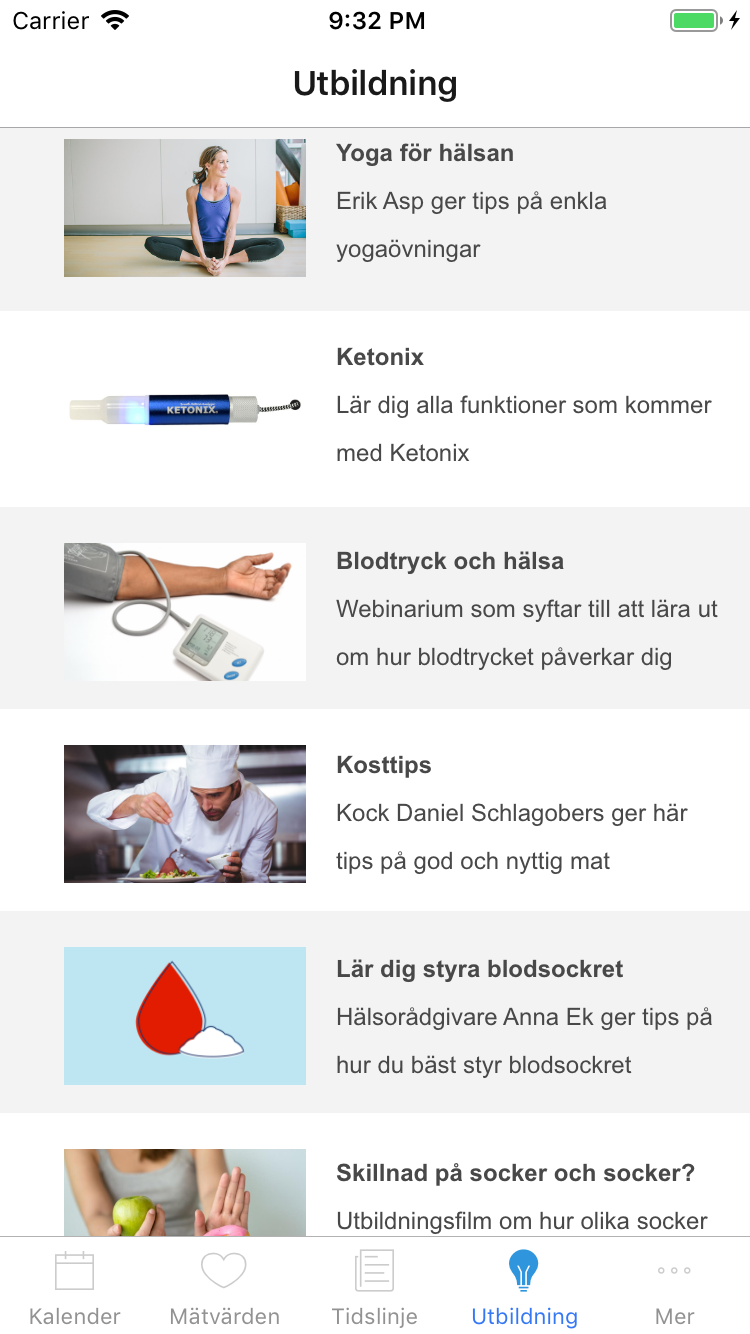 Carrier 9:32 PM
Utbildning
Yoga för hälsan
Erik Asp ger tips på enkla
yogaövningar
KETONIX.
Ketonix
Lär dig alla funktioner som kommer
med Ketonix
Blodtryck och hälsa
Webinarium som syftar till att lära ut
om hur blodtrycket påverkar dig
Kosttips
Kock Daniel Schlagobers ger här
tips på god och nyttig mat
Lär dig styra blodsockret
Hälsorådgivare Anna Ek ger tips på
hur du bäst styr blodsockret
Skillnad på socker och socker?
Utbildningsfilm om hur olika socker
Kalender Mätvärden Tidslinje Utbildning Mer